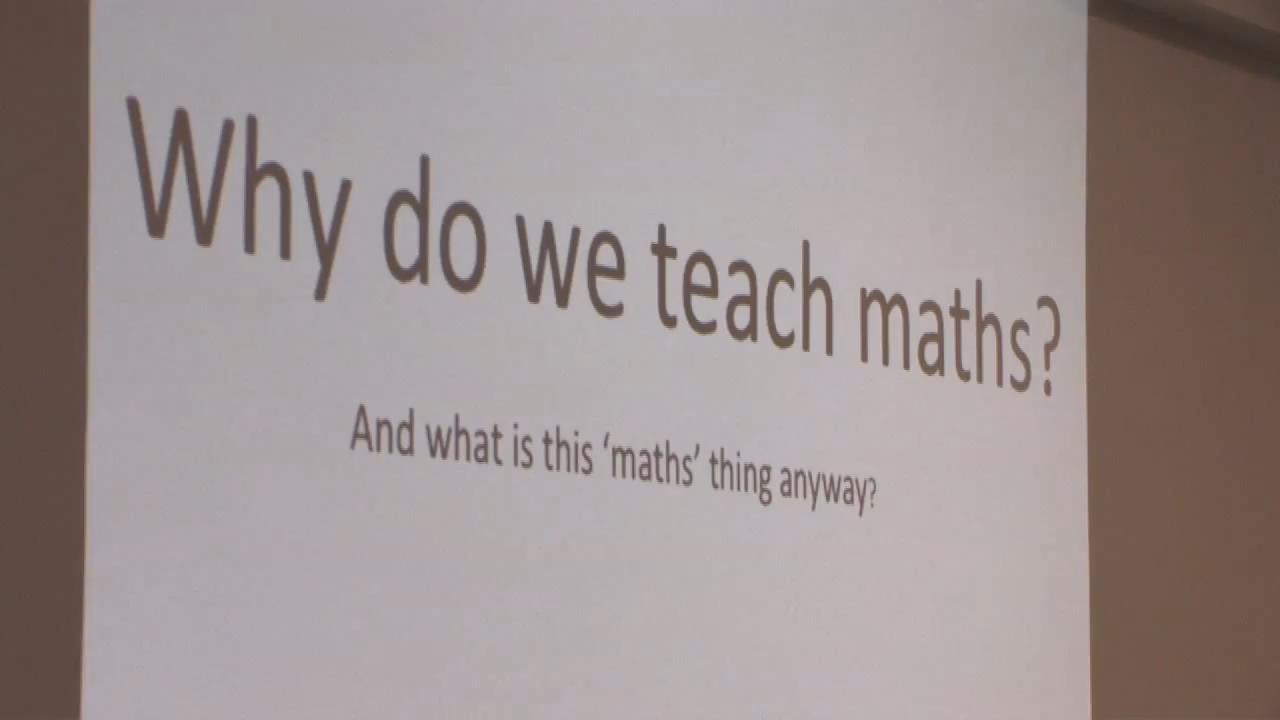 Why do we teach maths?
And what is this ‘maths’ thing anyway?